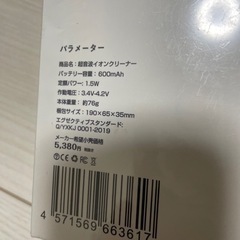 パラメーター
商品名：超音波イオンクリーナー
バッテリー容量：600mAh
定額パワー：1.5W
作動電圧：3.4V-4.2V
本体重量：約76g
梱包サイズ：190×65×35mm
エグゼクティブスタンダード：
Q/YXKJ 0001-2019
メーカー希望小売価格
5,380円
4 571569 663617